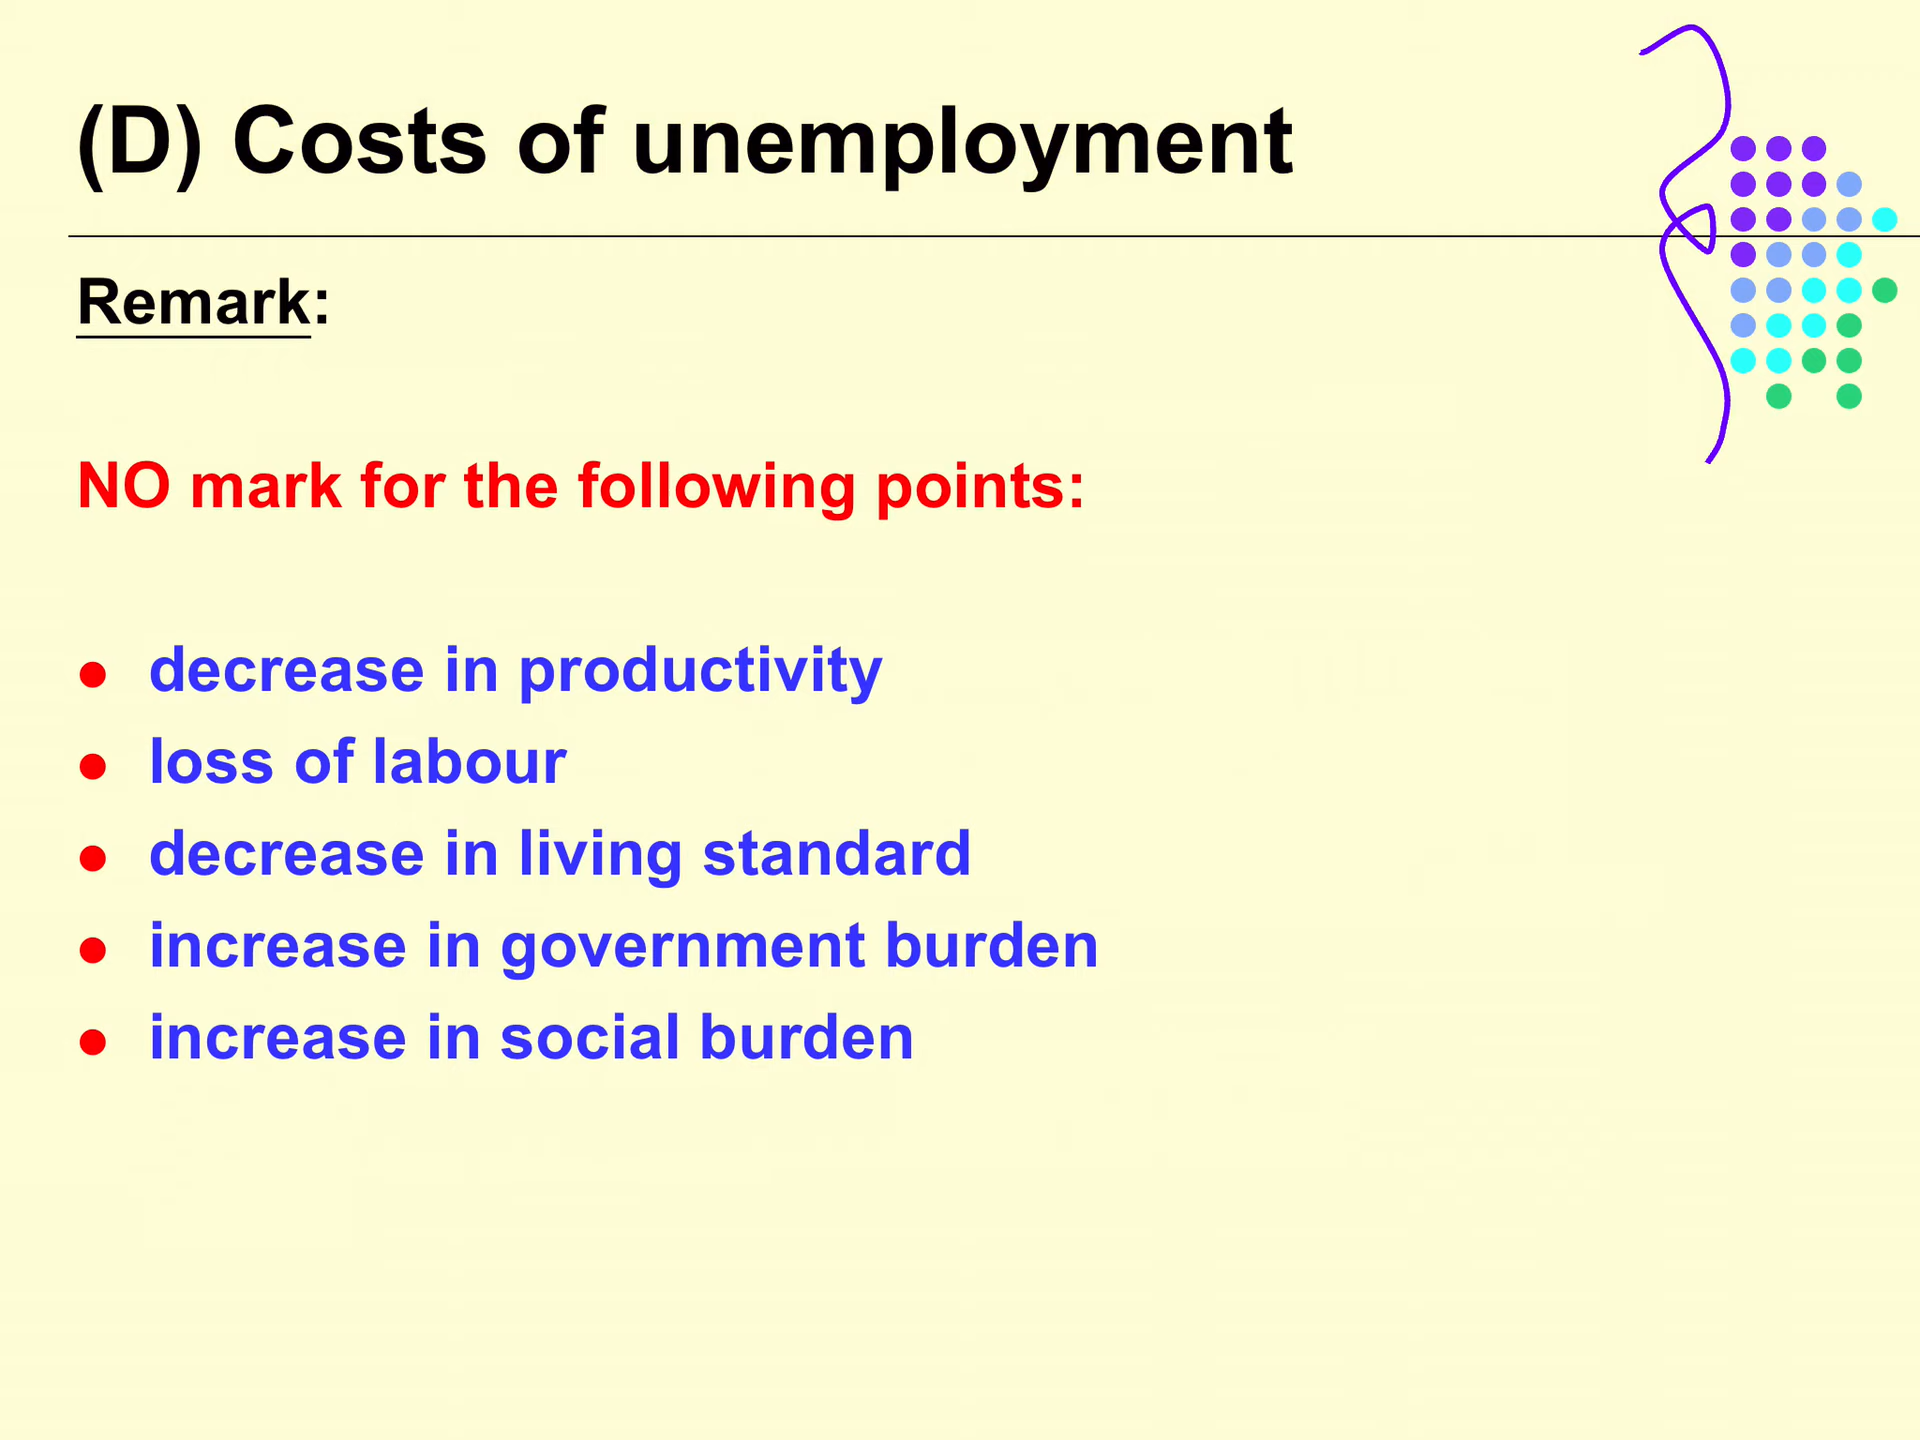 (D) Costs of unemployment
Remark:
NO mark for the following points:
● decrease in productivity
● loss of labour
● decrease in living standard
● increase in government burden
● increase in social burden